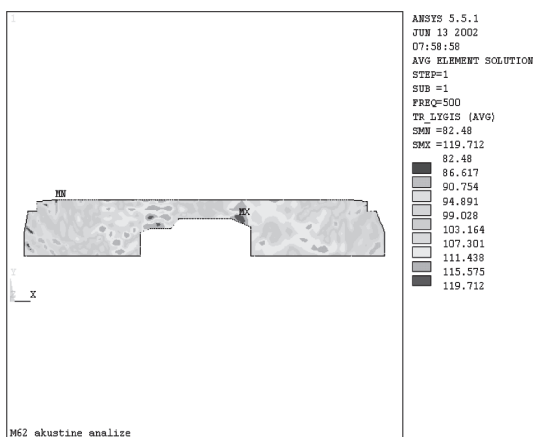 1
ANSYS 5.5.1
JUN 13 2002
07:58:58
AVG ELEMENT SOLUTION
STEP=1
SUB =1
FREQ=500
TR_LYGIS (AVG)
SMN =82.48
SMX =119.712
82.48
86.617
90.754
94.891
99.028
103.164
107.301
111.438
115.575
119.712
MN
MX
Y
Z X
M62 akustine analize